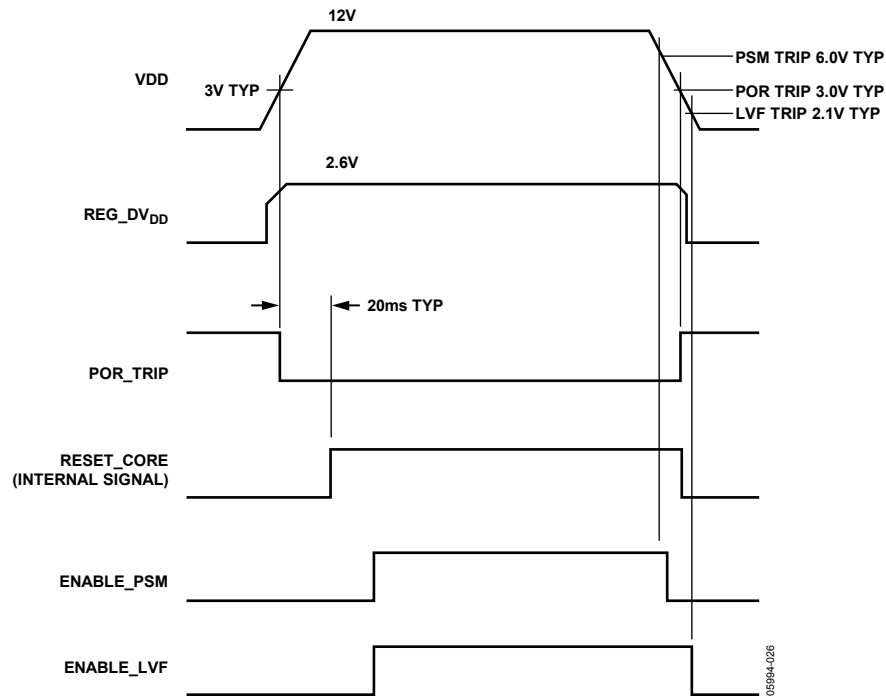 12V
PSM TRIP 6.0V TYP
VDD
3V TYP
POR TRIP 3.0V TYP
LVF TRIP 2.1V TYP
2.6V
REG_DVDD
20ms TYP
POR_TRIP
RESET_CORE
(INTERNAL SIGNAL)
ENABLE_PSM
ENABLE_LVF
05994-026